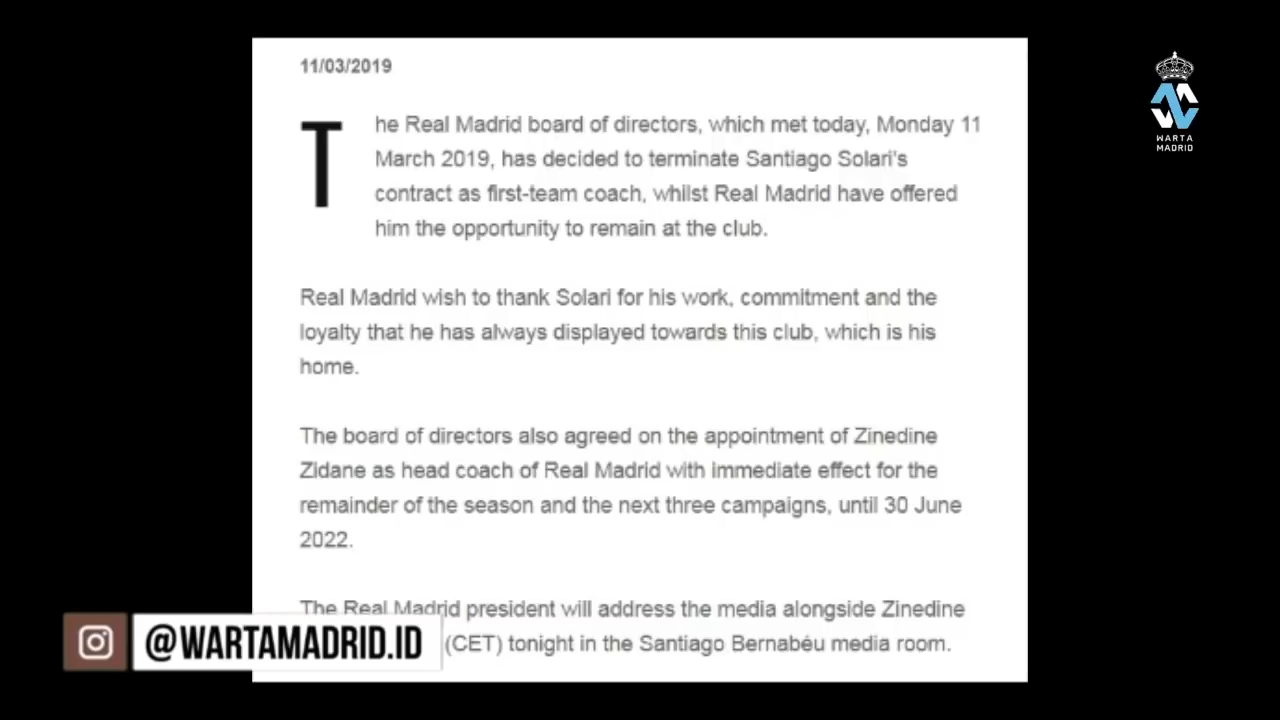 11/03/2019
The Real Madrid board of directors, which met today, Monday 11
March 2019, has decided to terminate Santiago Solari's
contract as first-team coach, whilst Real Madrid have offered
him the opportunity to remain at the club.
Real Madrid wish to thank Solari for his work, commitment and the
loyalty that he has always displayed towards this club, which is his
home.
The board of directors also agreed on the appointment of Zinedine
Zidane as head coach of Real Madrid with immediate effect for the
remainder of the season and the next three campaigns, until 30 June
2022.
The Real Madrid president will address the media alongside Zinedine
(CET) tonight in the Santiago Bernabéu media room.
@WARTAMADRID.ID
WARTA
MADRID